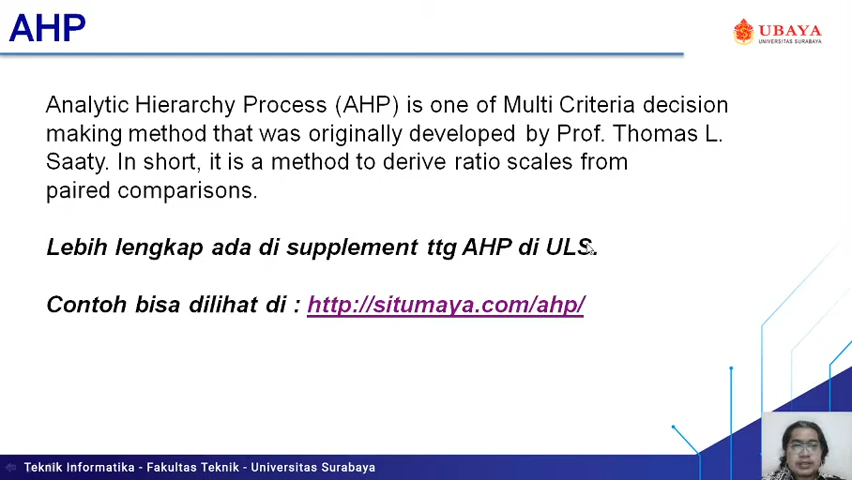 AHP
UBAYA
UNIVERSITAS SURABAYA
Analytic Hierarchy Process (AHP) is one of Multi Criteria decision
making method that was originally developed by Prof. Thomas L.
Saaty. In short, it is a method to derive ratio scales from
paired comparisons.
Lebih lengkap ada di supplement ttg AHP di ULS.
Contoh bisa dilihat di : http://situmaya.com/ahp/
Teknik Informatika - Fakultas Teknik - Universitas Surabaya